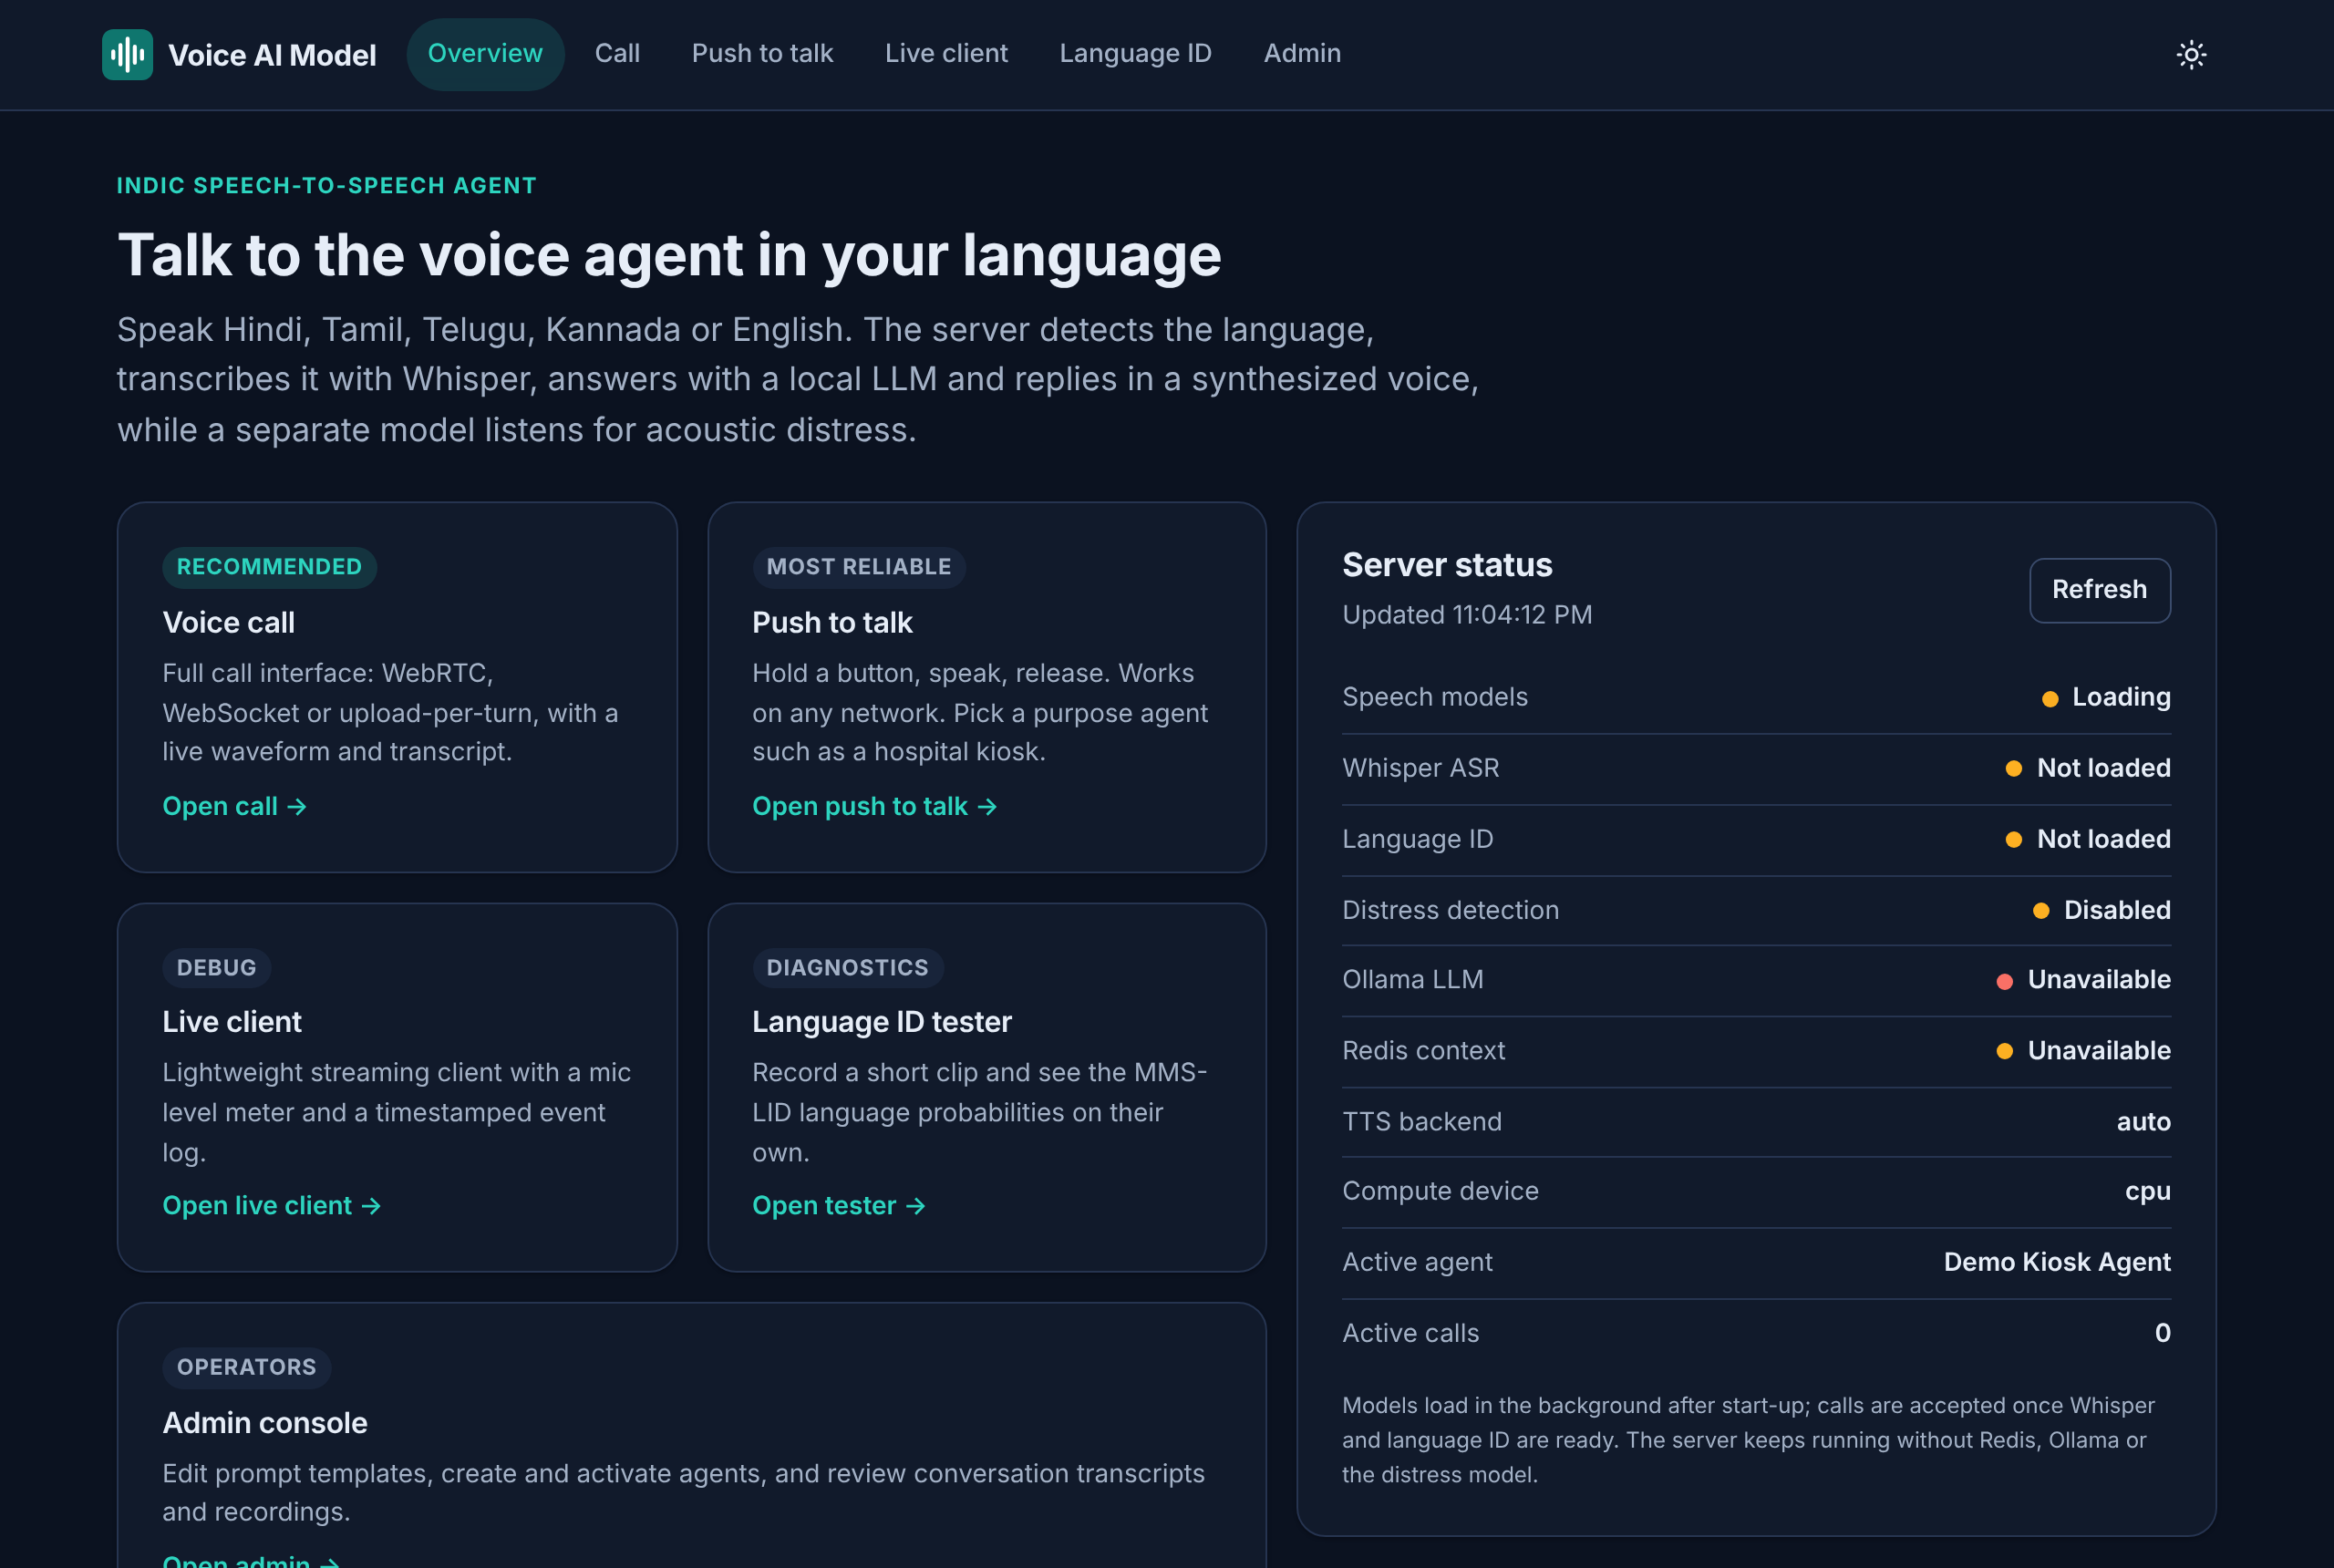 Voice AI Model
Overview
Call
Push to talk
Live client
Language ID
Admin
INDIC SPEECH-TO-SPEECH AGENT
Talk to the voice agent in your language
Speak Hindi, Tamil, Telugu, Kannada or English. The server detects the language,
transcribes it with Whisper, answers with a local LLM and replies in a synthesized voice,
while a separate model listens for acoustic distress.
RECOMMENDED
Voice call
Full call interface: WebRTC,
WebSocket or upload-per-turn, with a
live waveform and transcript.
Open call →
MOST RELIABLE
Push to talk
Hold a button, speak, release. Works
on any network. Pick a purpose agent
such as a hospital kiosk.
Open push to talk →
DEBUG
Live client
Lightweight streaming client with a mic
level meter and a timestamped event
log.
Open live client →
DIAGNOSTICS
Language ID tester
Record a short clip and see the MMS-
LID language probabilities on their
own.
Open tester →
OPERATORS
Admin console
Edit prompt templates, create and activate agents, and review conversation transcripts
and recordings.
Open admin →
Server status
Updated 11:04:12 PM
Refresh
Speech models Loading
Whisper ASR Not loaded
Language ID Not loaded
Distress detection Disabled
Ollama LLM Unavailable
Redis context Unavailable
TTS backend auto
Compute device cpu
Active agent Demo Kiosk Agent
Active calls 0
Models load in the background after start-up; calls are accepted once Whisper
and language ID are ready. The server keeps running without Redis, Ollama or
the distress model.